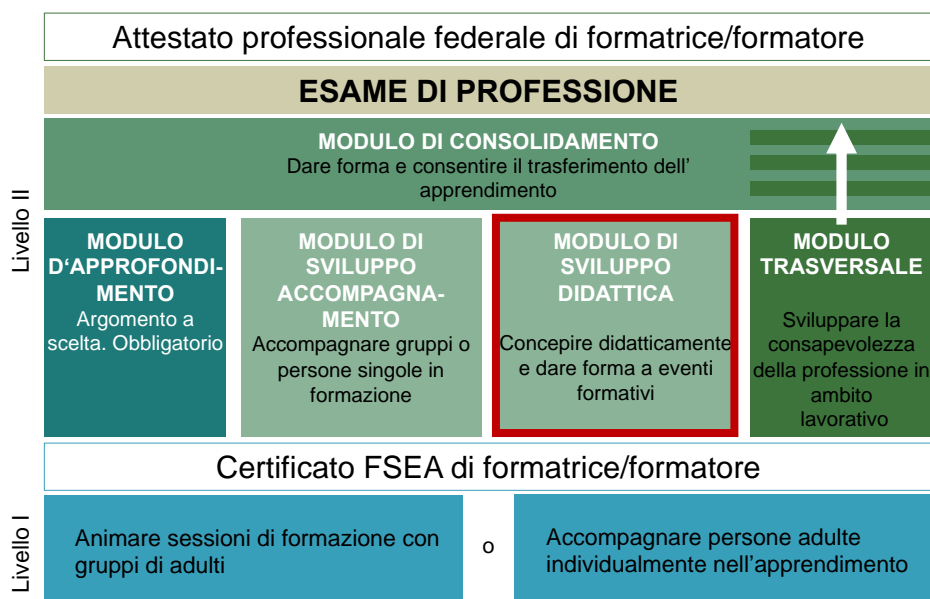 Attestato professionale federale di formatrice/formatore
ESAME DI PROFESSIONE
MODULO DI CONSOLIDAMENTO
Dare forma e consentire il trasferimento dell’
apprendimento
Livello II
MODULO
D‘APPROFONDI-
MENTO
Argomento a
scelta. Obbligatorio
MODULO DI
SVILUPPO
ACCOMPAGNA-
MENTO
Accompagnare gruppi o
persone singole in
formazione
MODULO DI
SVILUPPO
DIDATTICA
Concepire didatticamente
e dare forma a eventi
formativi
MODULO
TRASVERSALE
Sviluppare la
consapevolezza
della professione in
ambito
lavorativo
Certificato FSEA di formatrice/formatore
Livello I
Animare sessioni di formazione con
gruppi di adulti
o
Accompagnare persone adulte
individualmente nell’apprendimento